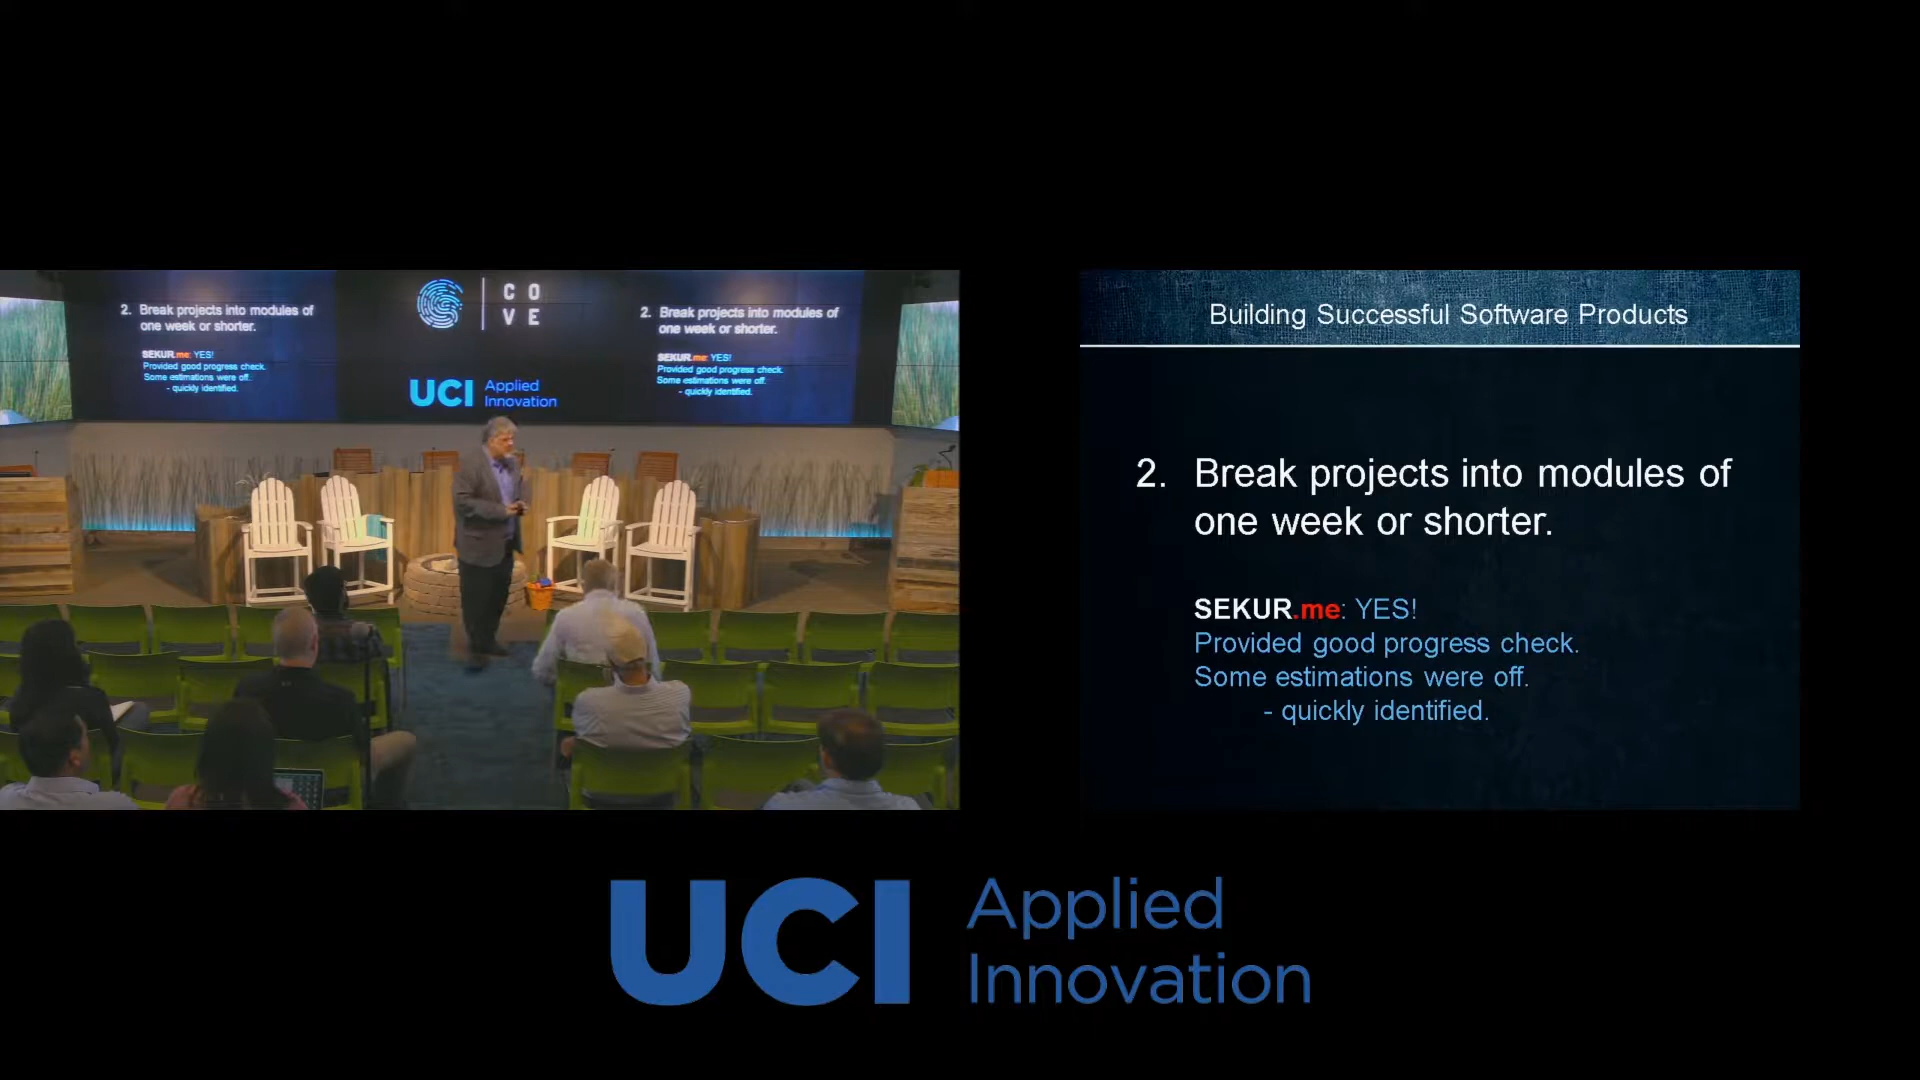 2. Break projects into modules of
one week or shorter.
SEKUR.me: YES!
Provided good progress check.
Some estimations were off.
- quickly identified.
C O
V E
UCI Applied
Innovation
2. Break projects into modules of
one week or shorter.
SEKUR.me: YES!
Provided good progress check.
Some estimations were off.
- quickly identified.
Building Successful Software Products
2. Break projects into modules of
one week or shorter.
SEKUR.me: YES!
Provided good progress check.
Some estimations were off.
- quickly identified.
UCI Applied
Innovation